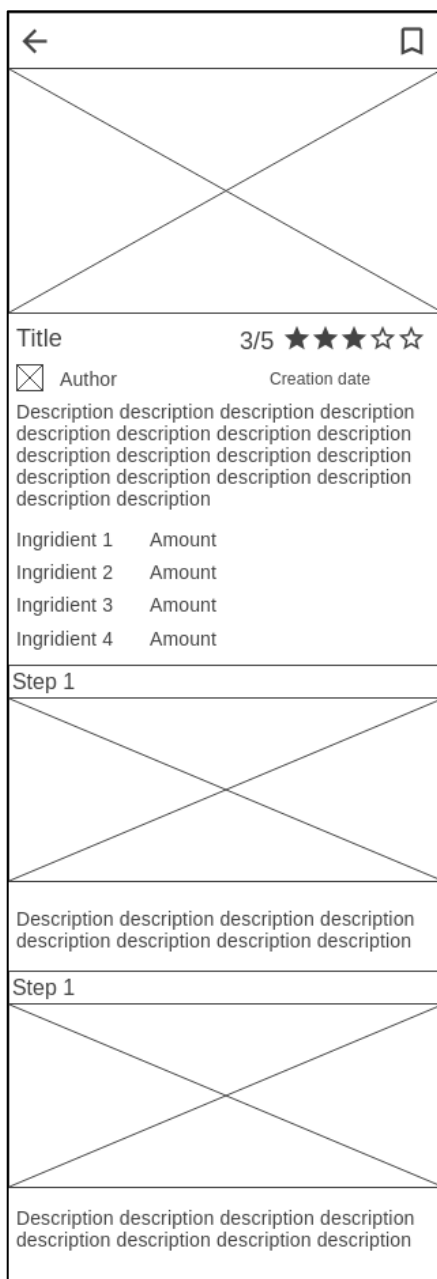 Title 3/5
Author Creation date
Description description description description
description description description description
description description description description
description description description description
description description
Ingridient 1 Amount
Ingridient 2 Amount
Ingridient 3 Amount
Ingridient 4 Amount
Step 1
Description description description description
description description description description
Step 1
Description description description description
description description description description